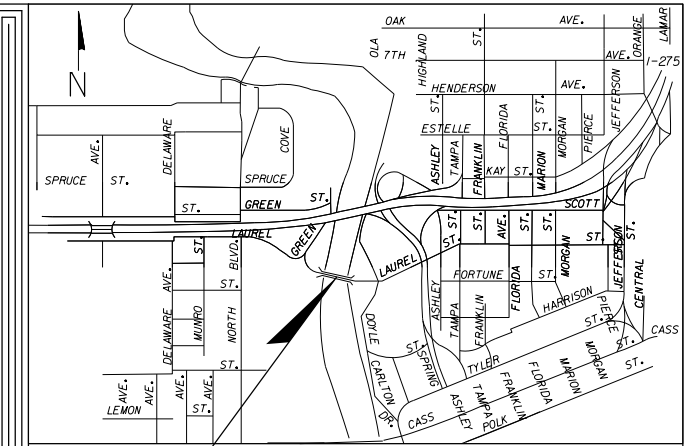 OAK AVE.
ORANGE
LAMAR
OLA
7TH AVE.
HIGHLAND
ST.
I-275
N
HENDERSON AVE.
JEFFERSON
ST.
FLORIDA
ST.
MORGAN
PIERCE
ESTELLE ST.
AVE.
DELAWARE
COVE
ASHLEY
TAMPA
FRANKLIN
KAY ST.
MARION
SPRUCE ST.
SPRUCE
ST.
GREEN
ST.
SCOTT
LAUREL
GREEN
ST.
BLVD.
LAUREL
ST.
ST.
AVE.
ST.
ST.
ST.
ST.
JEFFERSON
CENTRAL
FORTUNE ST.
FLORIDA
MORGAN
ASHLEY
TAMPA
FRANKLIN
HARRISON
ST.
PIERCE
DELAWARE AVE.
MUNRO
NORTH
ST.
ST.
DOYLE
CARLTON
DR.
ST.
SPRING
TYLER
ST.
CASS
ST.
AVE.
AVE.
AVE.
LEMON
ST.
CASS
ASHLEY
TAMPA
POLK
FRANKLIN
FLORIDA
MARION
MORGAN